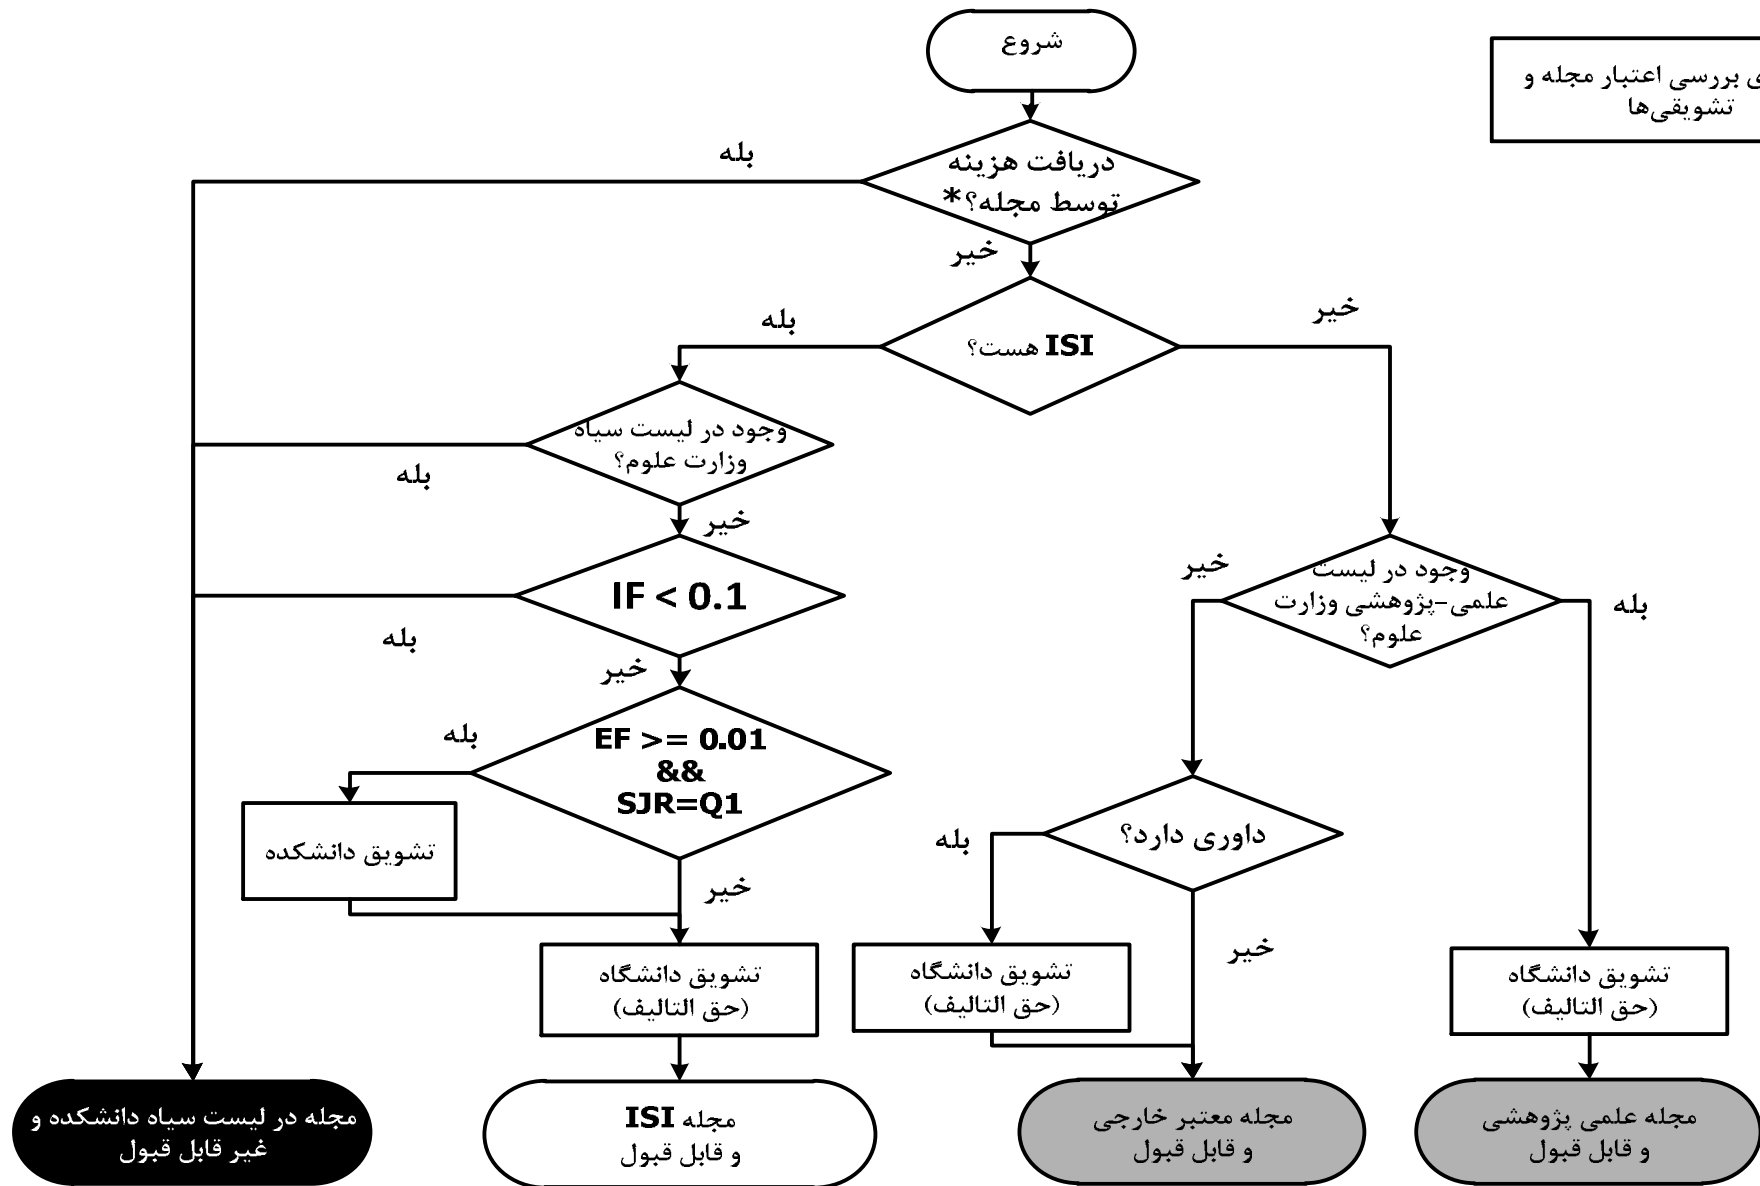 شروع
ی بررسی اعتبار مجله و
تشویقی‌ها
دریافت هزینه
توسط مجله؟*
بله
خیر
ISI هست؟
بله
خیر
وجود در لیست سیاه
وزارت علوم؟
بله
خیر
IF < 0.1
بله
خیر
وجود در لیست
علمی-پژوهشی وزارت
علوم؟
خیر
بله
EF >= 0.01
&&
SJR=Q1
بله
خیر
تشویق دانشکده
داوری دارد؟
بله
خیر
تشویق دانشگاه
(حق التالیف)
تشویق دانشگاه
(حق التالیف)
تشویق دانشگاه
(حق التالیف)
مجله در لیست سیاه دانشکده و
غیر قابل قبول
مجله ISI
و قابل قبول
مجله معتبر خارجی
و قابل قبول
مجله علمی پژوهشی
و قابل قبول